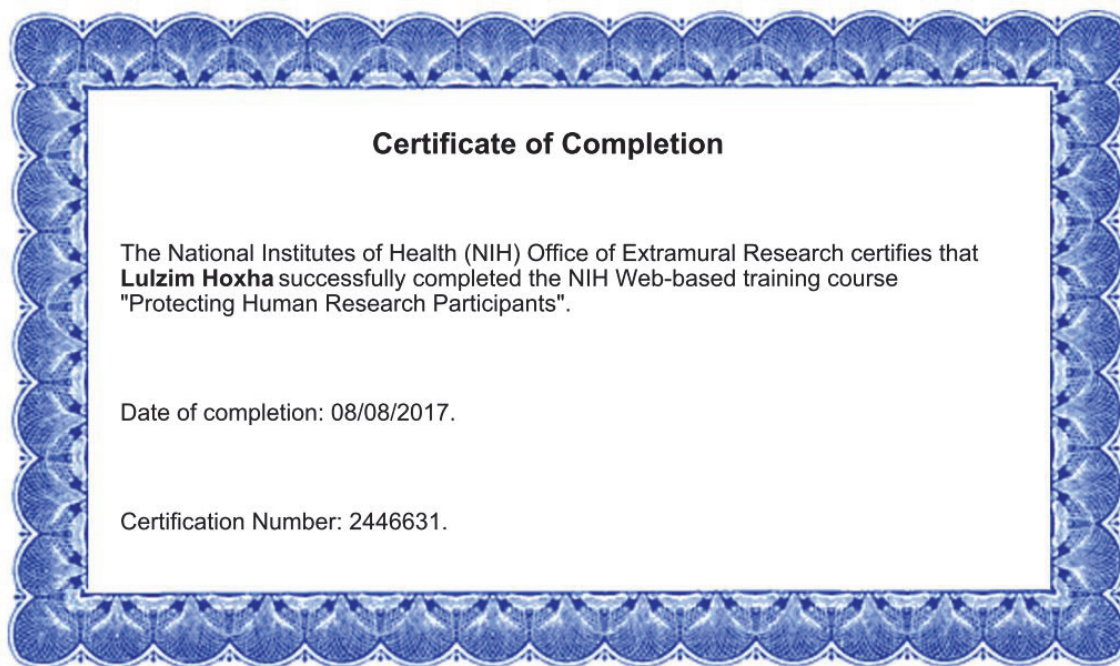 Certificate of Completion
The National Institutes of Health (NIH) Office of Extramural Research certifies that
Lulzim Hoxha successfully completed the NIH Web-based training course
"Protecting Human Research Participants".
Date of completion: 08/08/2017.
Certification Number: 2446631.